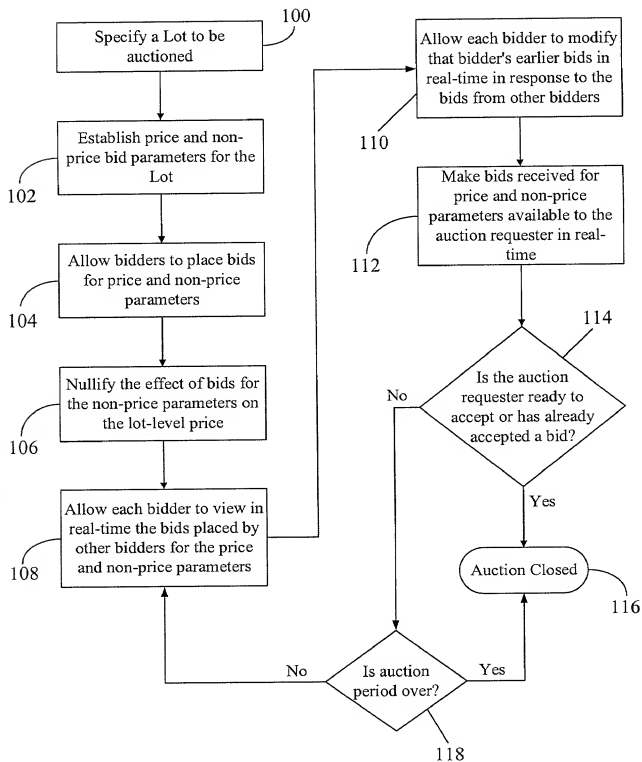 Specify a Lot to be
auctioned
100
Establish price and non-
price bid parameters for the
Lot
102
Allow bidders to place bids
for price and non-price
parameters
104
Nullify the effect of bids for
the non-price parameters on
the lot-level price
106
Allow each bidder to view in
real-time the bids placed by
other bidders for the price
and non-price parameters
108
Allow each bidder to modify
that bidder's earlier bids in
real-time in response to the
bids from other bidders
110
Make bids received for
price and non-price
parameters available to the
auction requester in real-
time
112
114
Is the auction
requester ready to
accept or has already
accepted a bid?
No
Yes
Auction Closed
116
Is auction
period over?
No
Yes
118